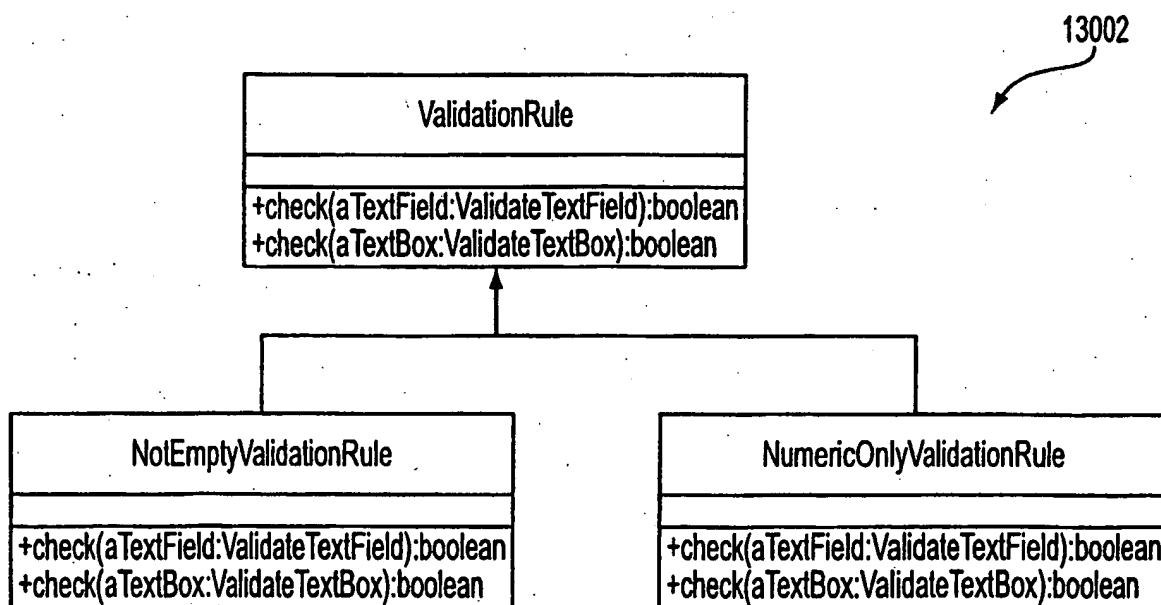 13002
ValidationRule
+check(aTextField:ValidateTextField):boolean
+check(aTextBox:ValidateTextBox):boolean
NotEmptyValidationRule
+check(aTextField:ValidateTextField):boolean
+check(aTextBox:ValidateTextBox):boolean
NumericOnlyValidationRule
+check(aTextField:ValidateTextField):boolean
+check(aTextBox:ValidateTextBox):boolean